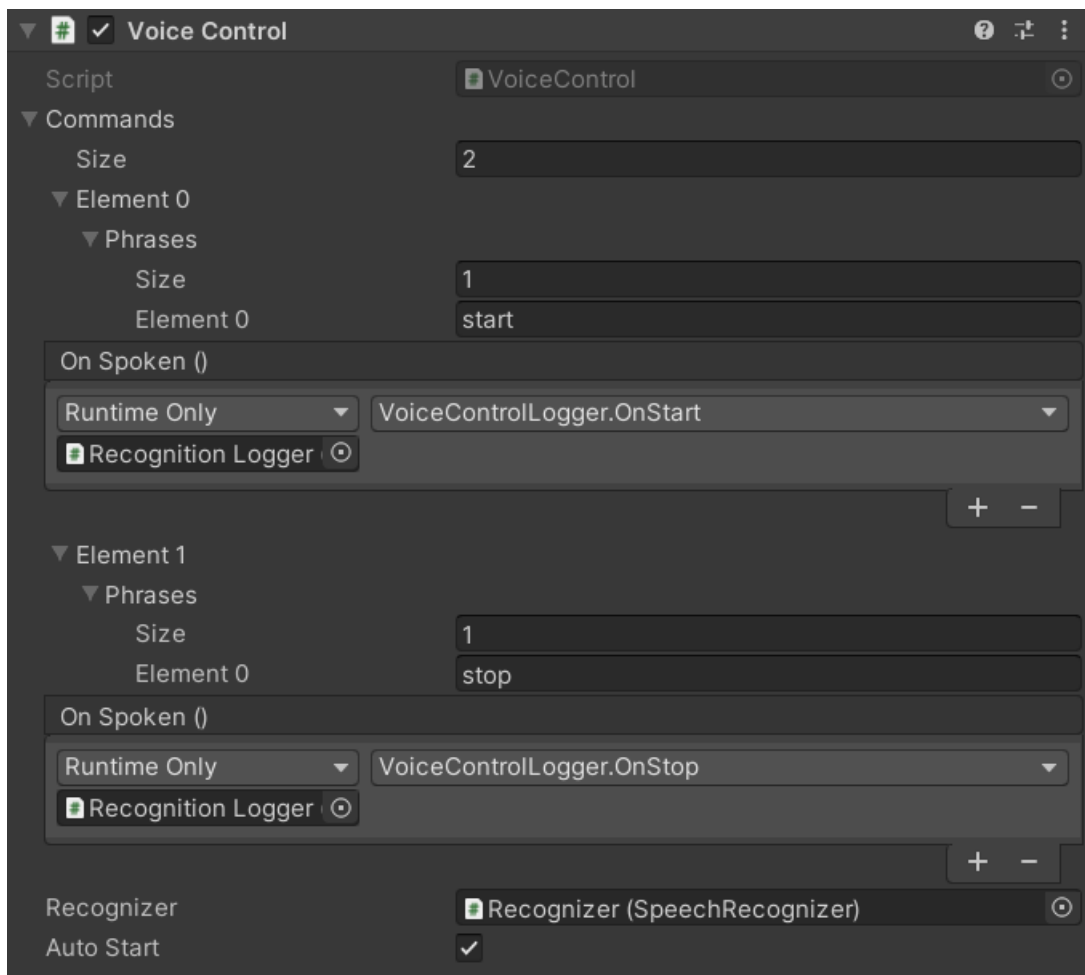 Voice Control
Script VoiceControl
Commands
Size 2
Element 0
Phrases
Size 1
Element 0 start
On Spoken ()
Runtime Only VoiceControlLogger.OnStart
Recognition Logger
+ −
Element 1
Phrases
Size 1
Element 0 stop
On Spoken ()
Runtime Only VoiceControlLogger.OnStop
Recognition Logger
+ −
Recognizer Recognizer (SpeechRecognizer)
Auto Start